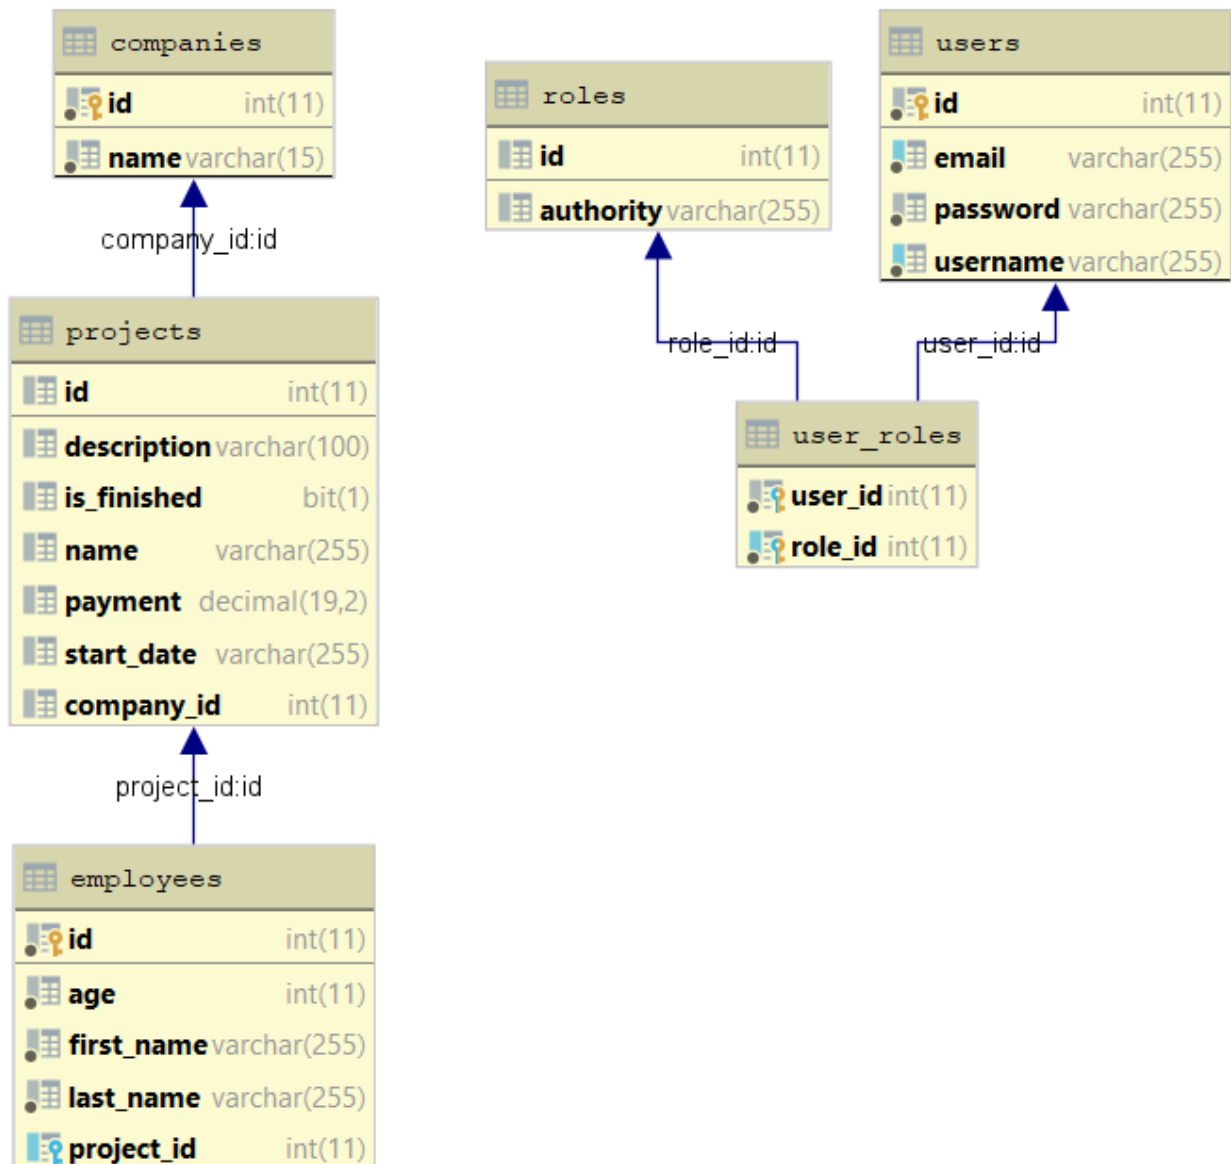 companies
id int(11)
name varchar(15)
company_id:id
projects
id int(11)
description varchar(100)
is_finished bit(1)
name varchar(255)
payment decimal(19,2)
start_date varchar(255)
company_id int(11)
project_id:id
employees
id int(11)
age int(11)
first_name varchar(255)
last_name varchar(255)
project_id int(11)
roles
id int(11)
authority varchar(255)
role_id:id
users
id int(11)
email varchar(255)
password varchar(255)
username varchar(255)
user_id:id
user_roles
user_id int(11)
role_id int(11)